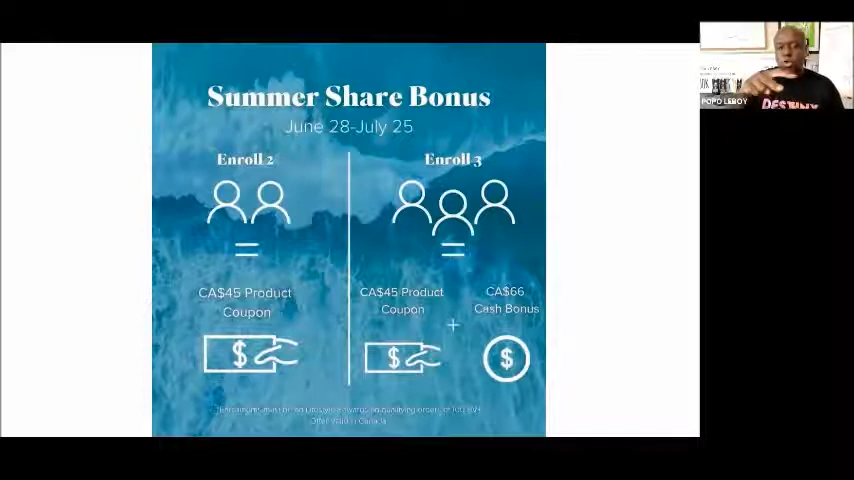 Summer Share Bonus
June 28-July 25
Enroll 2
Enroll 3
CA$45 Product
Coupon
CA$45 Product
Coupon
+
CA$66
Cash Bonus
$
$
$
Offer valid in Canada
POPO LEBOY
DESTINY